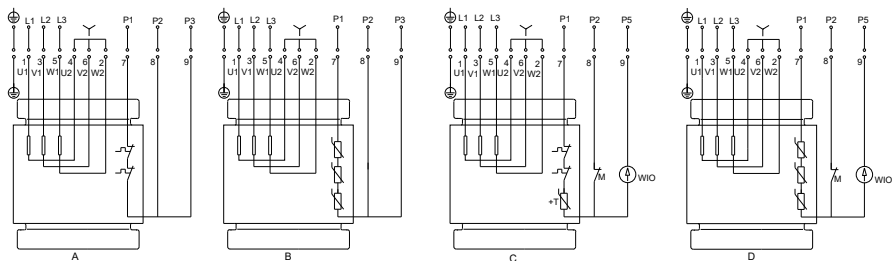 L1 L2 L3 P1 P2 P3
1 3 5 4 6 2 7 8 9
U1 V1 W1 U2 V2 W2
A
L1 L2 L3 P1 P2 P3
1 3 5 4 6 2 7 8 9
U1 V1 W1 U2 V2 W2
B
L1 L2 L3 P1 P2 P5
1 3 5 4 6 2 7 8 9
U1 V1 W1 U2 V2 W2
M WIO
+T
C
L1 L2 L3 P1 P2 P5
1 3 5 4 6 2 7 8 9
U1 V1 W1 U2 V2 W2
M WIO
D